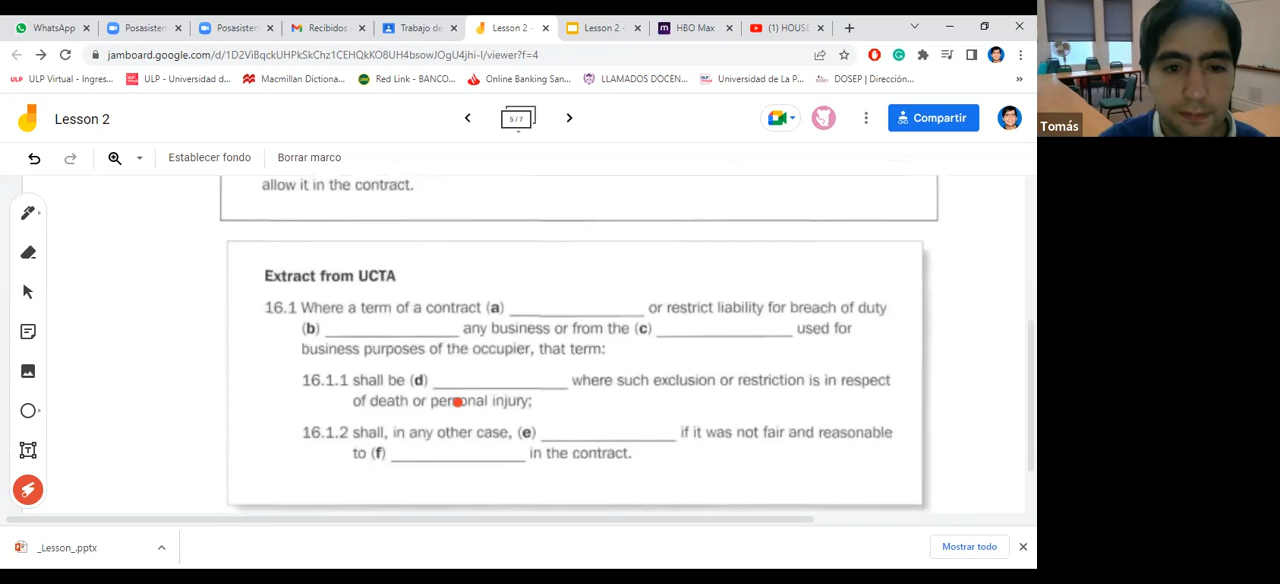 WhatsApp
Posasisten
Posasisten
Recibidos
Trabajo de
Lesson 2 -
Lesson 2 -
HBO Max
(1) HOUS
jamboard.google.com/d/1D2ViBqckUHPkSkChz1CEHQkKO8UH4bsowJOgU4jhi-I/viewer?f=4
ULP ULP Virtual - Ingres...
ULP - Universidad d...
Macmillan Dictiona...
Red Link - BANCO...
Online Banking San...
LLAMADOS DOCEN...
Universidad de La P...
DOSEP | Dirección...
»
Lesson 2
5/7
Compartir
Establecer fondo
Borrar marco
allow it in the contract.
Extract from UCTA
16.1 Where a term of a contract (a) ______________ or restrict liability for breach of duty
(b) ______________ any business or from the (c) ______________ used for
business purposes of the occupier, that term:
16.1.1 shall be (d) ______________ where such exclusion or restriction is in respect
of death or personal injury;
16.1.2 shall, in any other case, (e) ______________ if it was not fair and reasonable
to (f) ______________ in the contract.
_Lesson_.pptx
Mostrar todo
Tomás